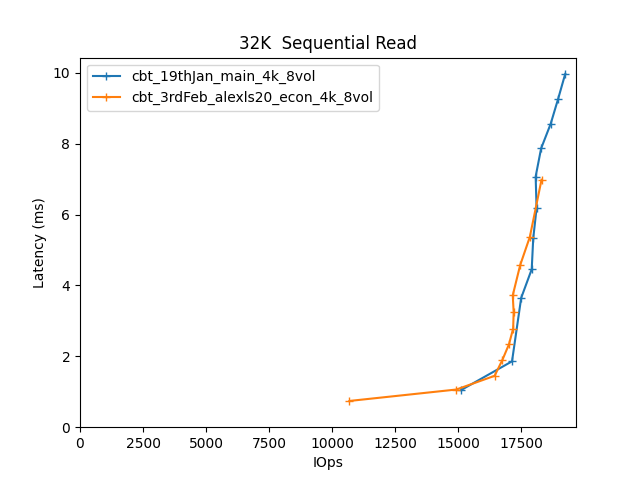 32K  Sequential Read
cbt_19thJan_main_4k_8vol
cbt_3rdFeb_alexls20_econ_4k_8vol
Latency (ms)
10
8
6
4
2
0
0 2500 5000 7500 10000 12500 15000 17500
IOps